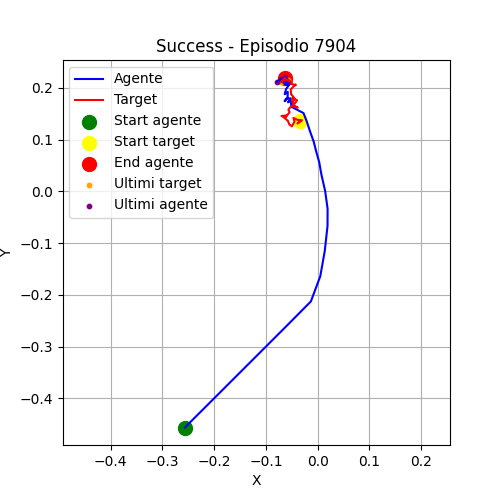 Success - Episodio 7904
Agente
Target
Start agente
Start target
End agente
Ultimi target
Ultimi agente
0.2
0.1
0.0
−0.1
−0.2
−0.3
−0.4
Y
−0.4
−0.3
−0.2
−0.1
0.0
0.1
0.2
X